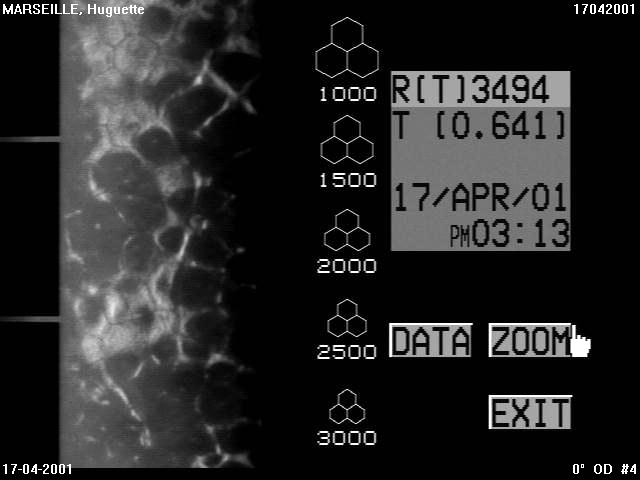 MARSEILLE, Huguette
17042001
1000
1500
2000
2500
3000
R[T]3494
T [0.641]
17/APR/01
PM03:13
DATA
ZOOM
EXIT
17-04-2001
0° OD #4